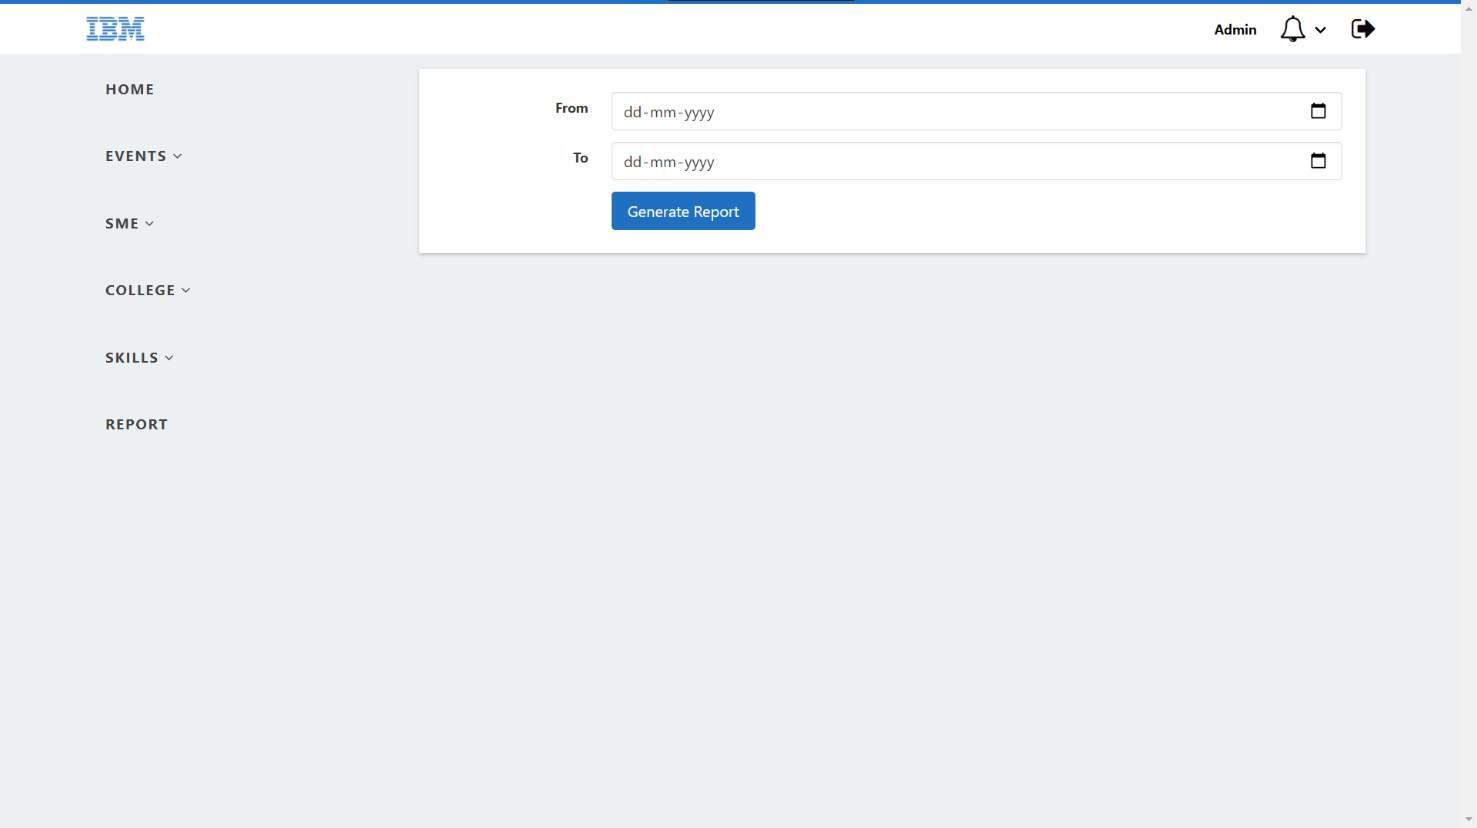 IBM
Admin
HOME
EVENTS
SME
COLLEGE
SKILLS
REPORT
From
dd-mm-yyyy
To
dd-mm-yyyy
Generate Report